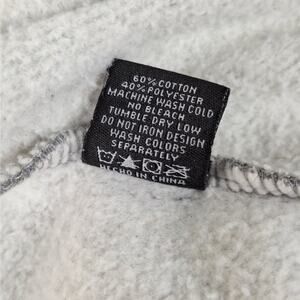 60% COTTON
40% POLYESTER
MACHINE WASH COLD
NO BLEACH
TUMBLE DRY LOW
DO NOT IRON DESIGN
WASH COLORS
SEPARATELY
HECHO IN CHINA